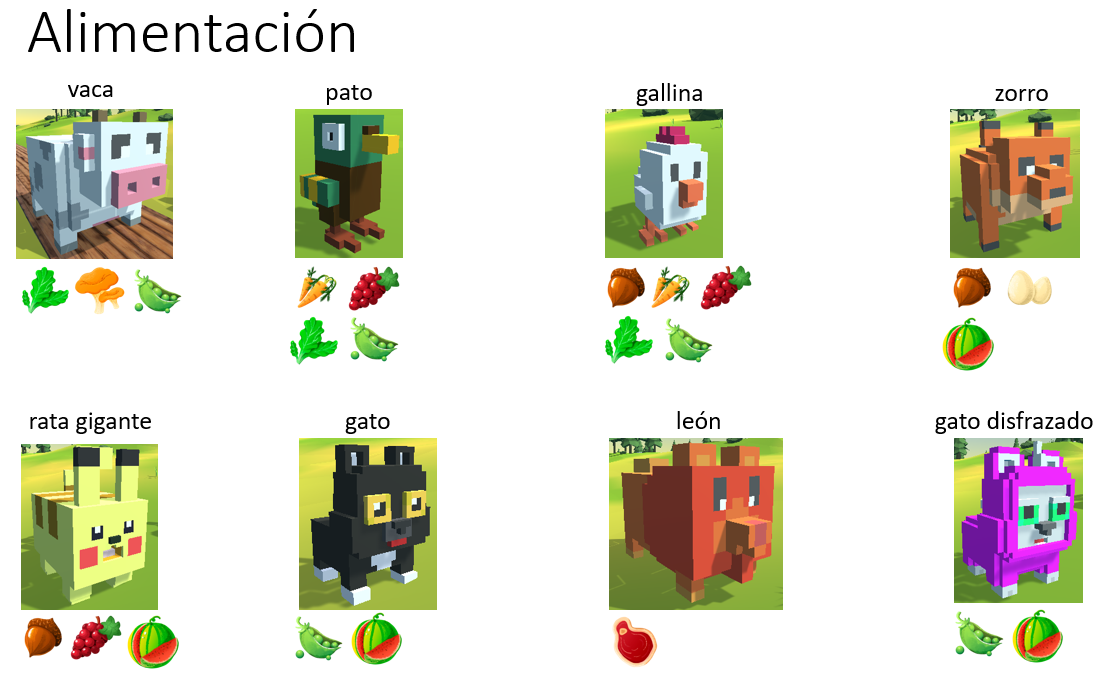 Alimentación
vaca
pato
gallina
zorro
rata gigante
gato
león
gato disfrazado